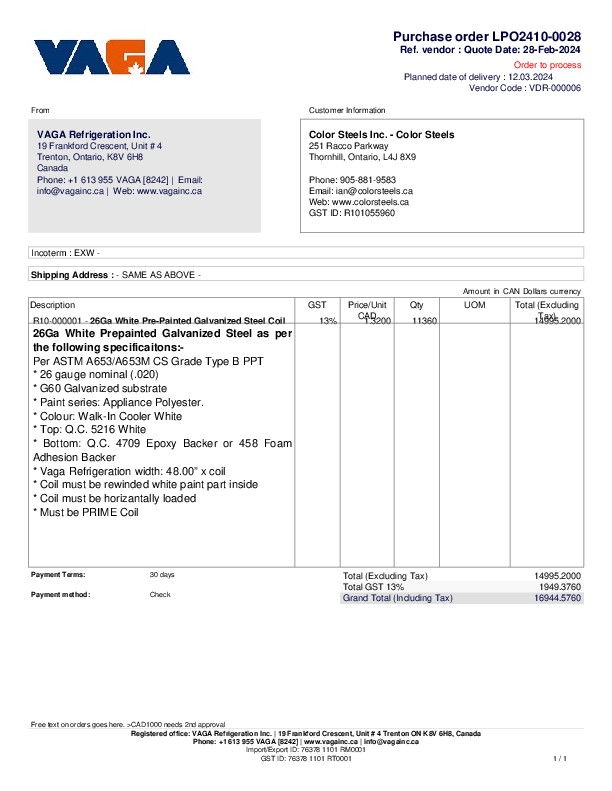 VAGA
Purchase order LPO2410-0028
Ref. vendor : Quote Date: 28-Feb-2024
Order to process
Planned date of delivery : 12.03.2024
Vendor Code : VDR-000006
From
Customer Information
VAGA Refrigeration Inc.
19 Frankford Crescent, Unit # 4
Trenton, Ontario, K8V 6H8
Canada
Phone: +1 613 955 VAGA [8242] | Email:
info@vagainc.ca | Web: www.vagainc.ca
Color Steels Inc. - Color Steels
251 Racco Parkway
Thornhill, Ontario, L4J 8X9
Phone: 905-881-9583
Email: ian@colorsteels.ca
Web: www.colorsteels.ca
GST ID: R101055960
Incoterm : EXW -
Shipping Address : - SAME AS ABOVE -
Amount in CAN Dollars currency
Description GST Price/Unit CAD Qty UOM Total (Excluding Tax)
R10-000001 - 26Ga White Pre-Painted Galvanized Steel Coil 13% 1.3200 11360 14995.2000
26Ga White Prepainted Galvanized Steel as per
the following specificaitons:-
Per ASTM A653/A653M CS Grade Type B PPT
* 26 gauge nominal (.020)
* G60 Galvanized substrate
* Paint series: Appliance Polyester.
* Colour: Walk-In Cooler White
* Top: Q.C. 5216 White
* Bottom: Q.C. 4709 Epoxy Backer or 458 Foam
Adhesion Backer
* Vaga Refrigeration width: 48.00" x coil
* Coil must be rewinded white paint part inside
* Coil must be horizantally loaded
* Must be PRIME Coil
Payment Terms: 30 days
Payment method: Check
Total (Excluding Tax) 14995.2000
Total GST 13% 1949.3760
Grand Total (Including Tax) 16944.5760
Free text on orders goes here. >CAD1000 needs 2nd approval
Registered office: VAGA Refrigeration Inc. | 19 Frankford Crescent, Unit # 4 Trenton ON K8V 6H8, Canada
Phone: +1 613 955 VAGA [8242] | www.vagainc.ca | info@vagainc.ca
Import/Export ID: 76378 1101 RM0001
GST ID: 76378 1101 RT0001
1 / 1